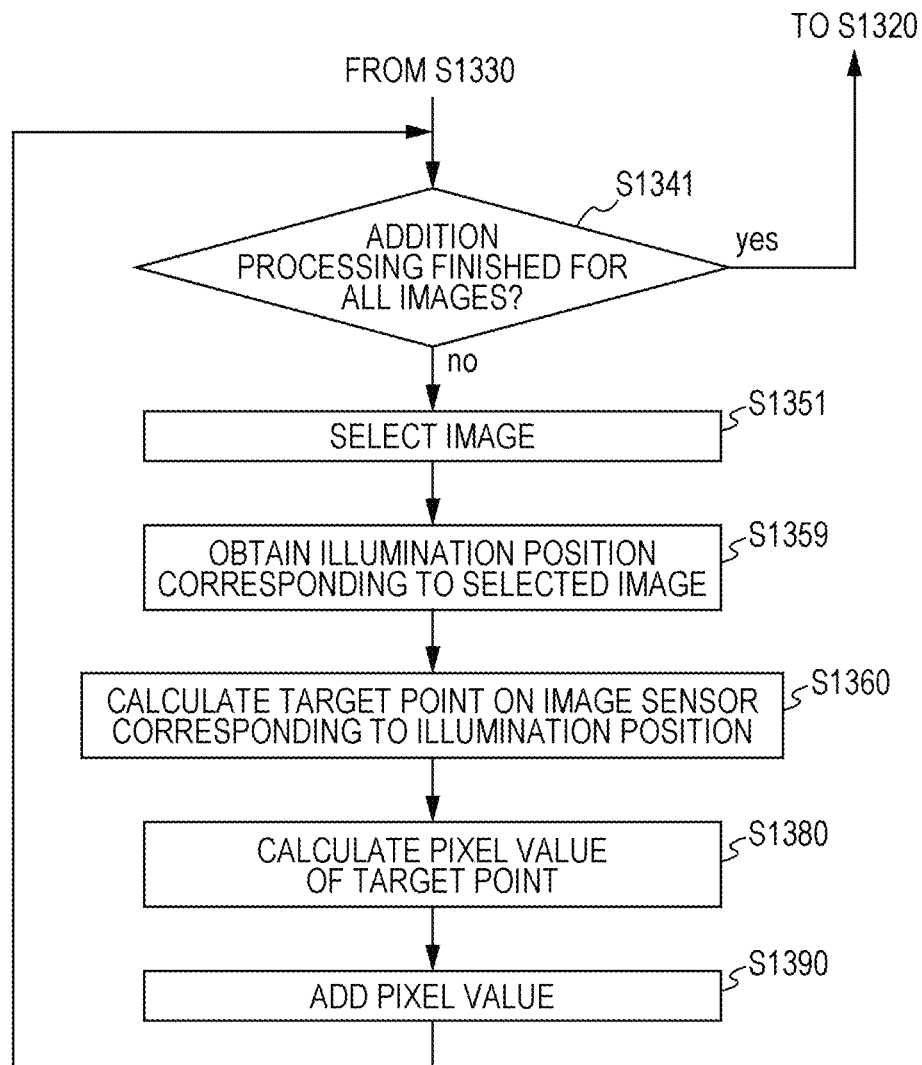 TO S1320
FROM S1330
S1341
ADDITION
PROCESSING FINISHED FOR
ALL IMAGES?
yes
no
S1351
SELECT IMAGE
S1359
OBTAIN ILLUMINATION POSITION
CORRESPONDING TO SELECTED IMAGE
S1360
CALCULATE TARGET POINT ON IMAGE SENSOR
CORRESPONDING TO ILLUMINATION POSITION
S1380
CALCULATE PIXEL VALUE
OF TARGET POINT
S1390
ADD PIXEL VALUE